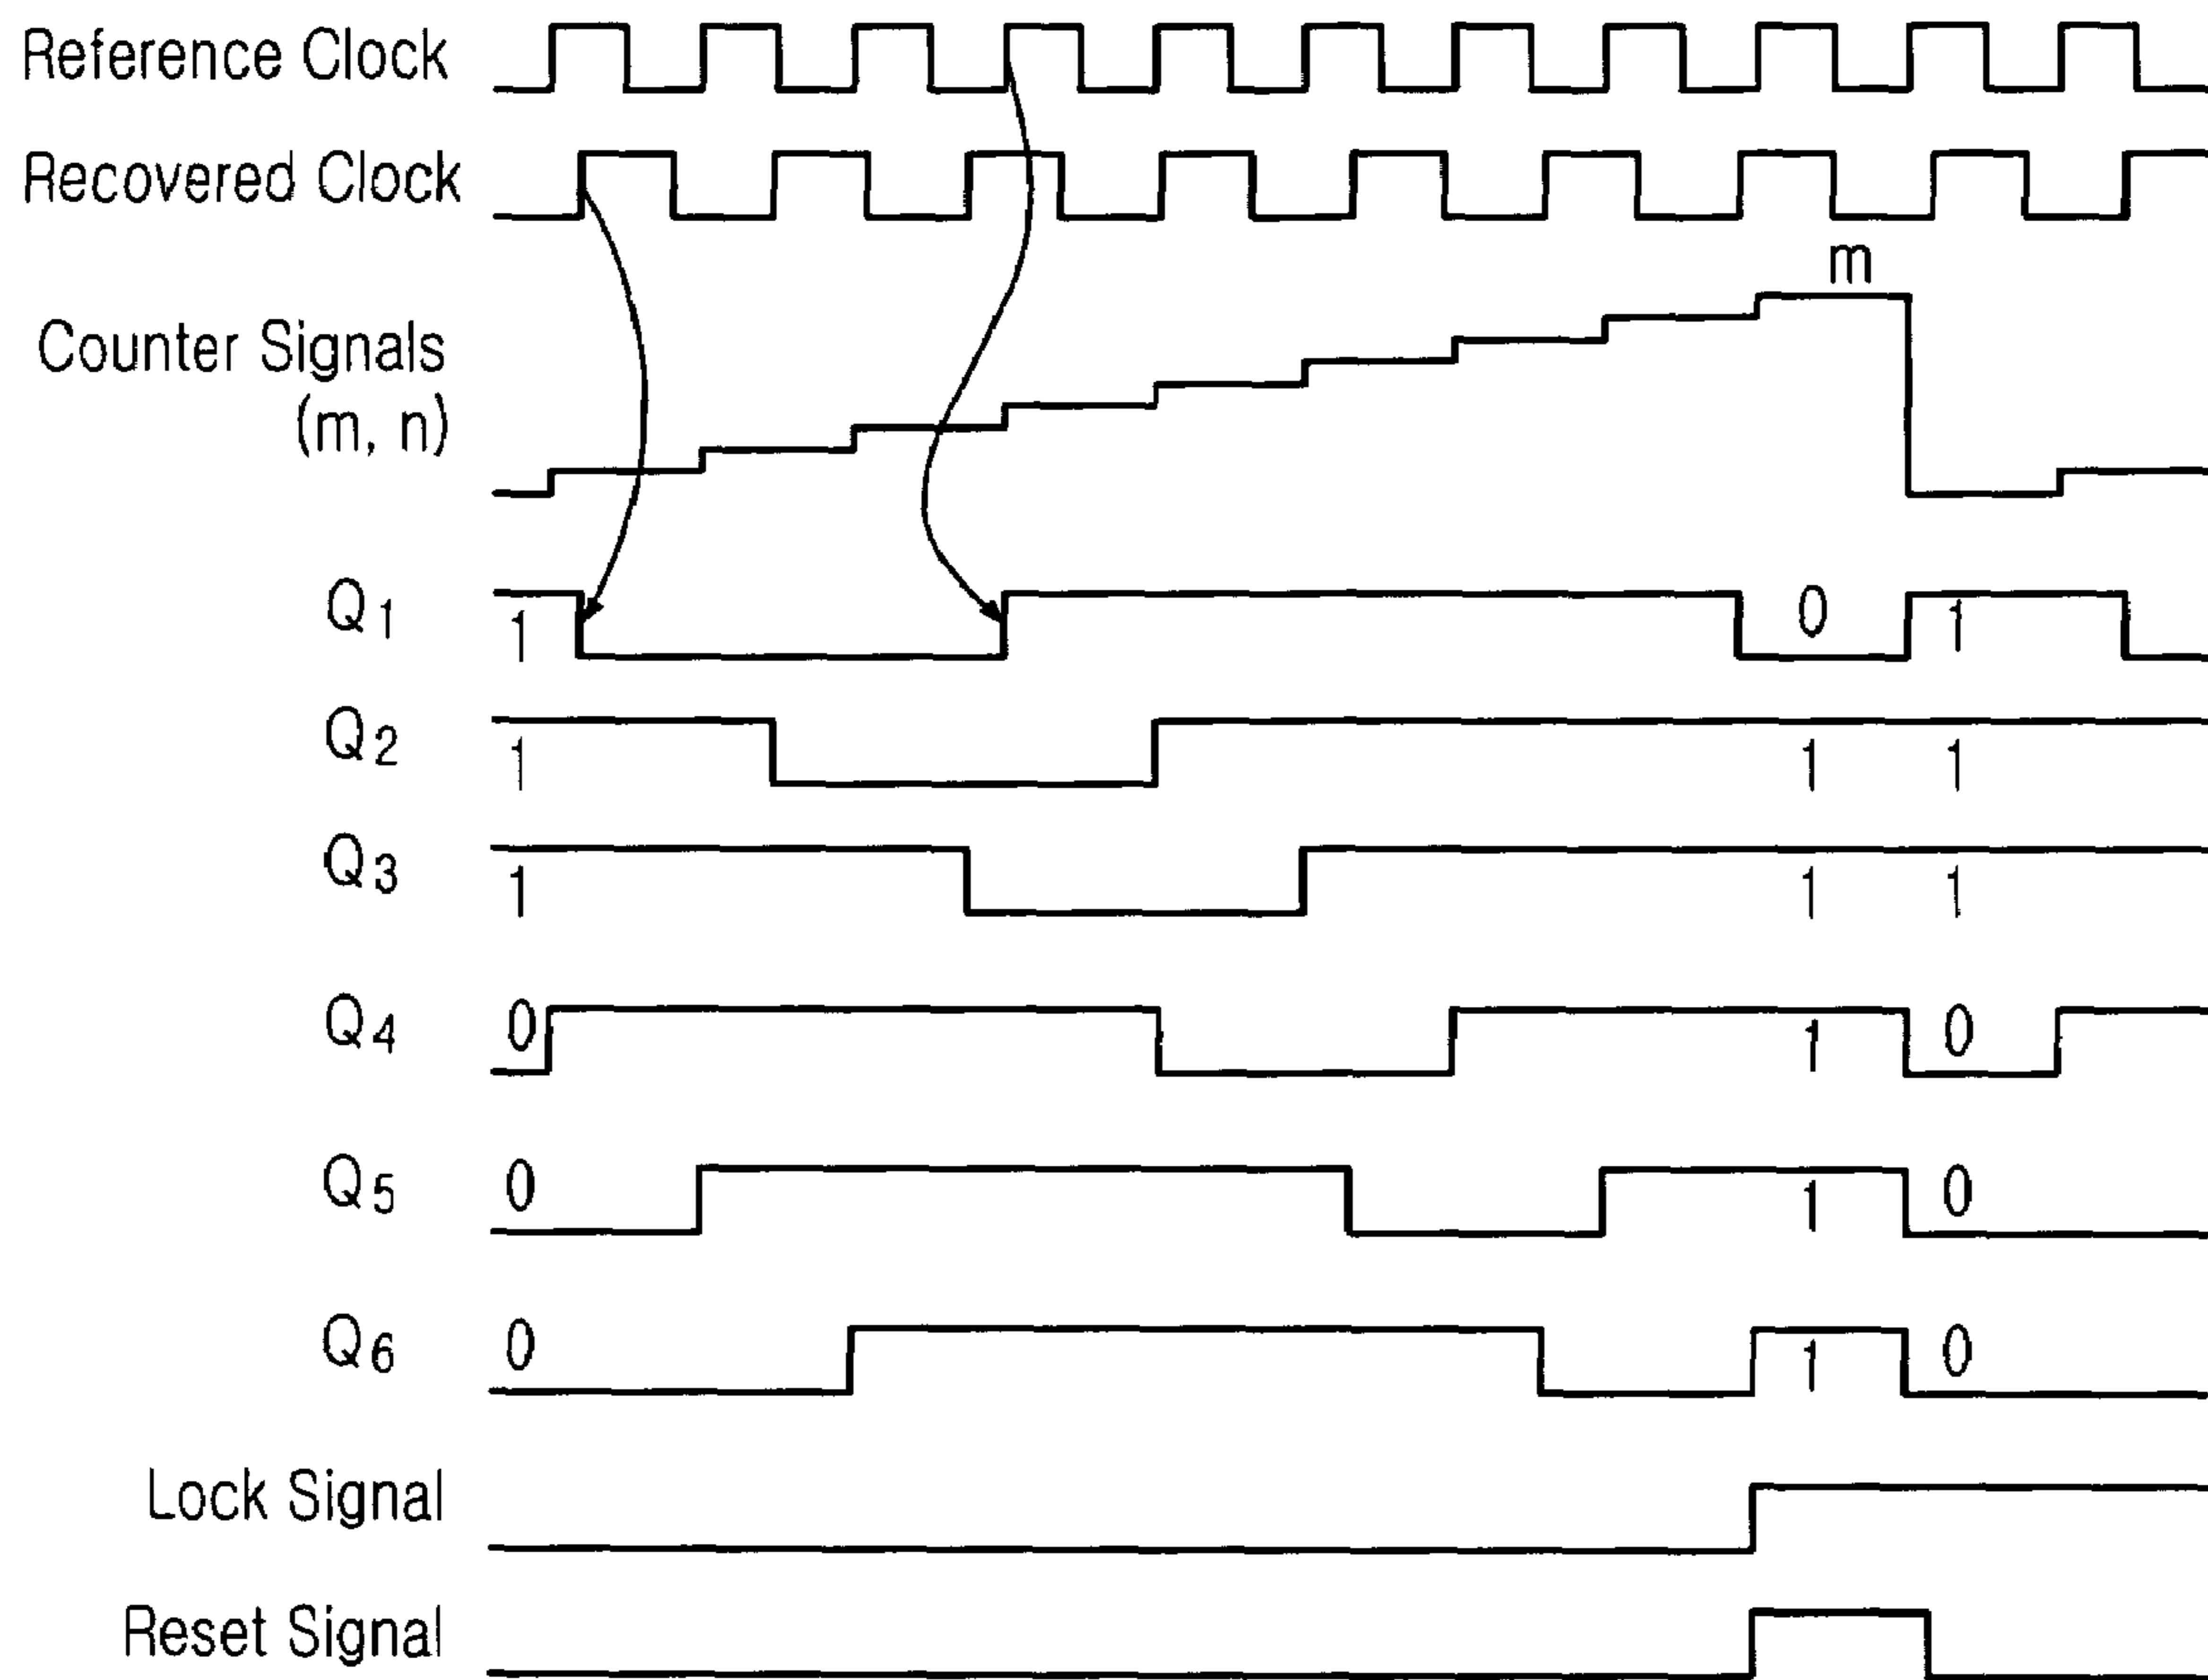 Reference Clock
Recovered Clock
m
Counter Signals
(m, n)
Q1 1 0 1
Q2 1 1 1
Q3 1 1 1
Q4 0 1 0
Q5 0 1 0
Q6 0 1 0
Lock Signal
Reset Signal